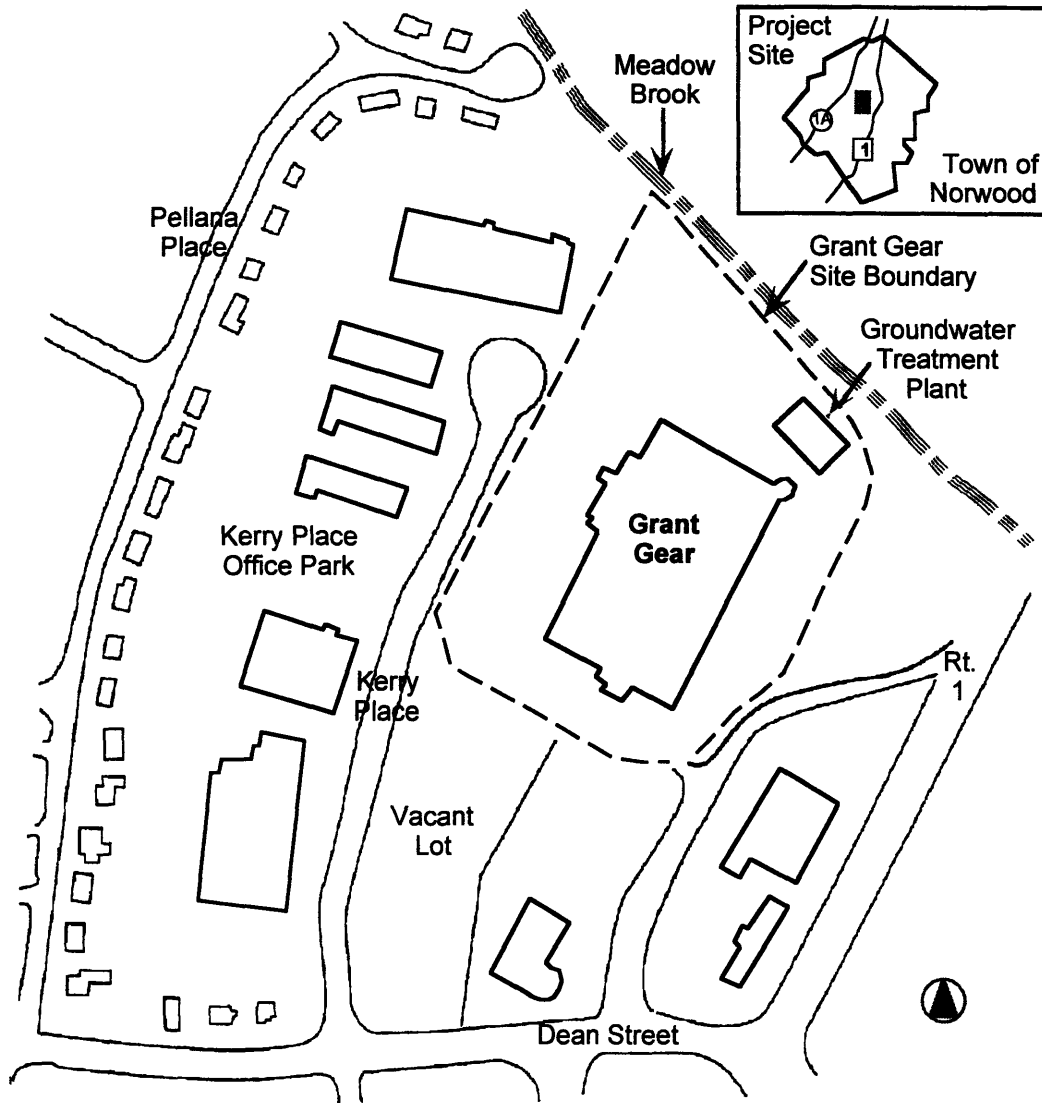 Project
Site
1A
1
Town of
Norwood
Meadow
Brook
Pellana
Place
Grant Gear
Site Boundary
Groundwater
Treatment
Plant
Grant
Gear
Kerry Place
Office Park
Kerry
Place
Rt.
1
Vacant
Lot
Dean Street